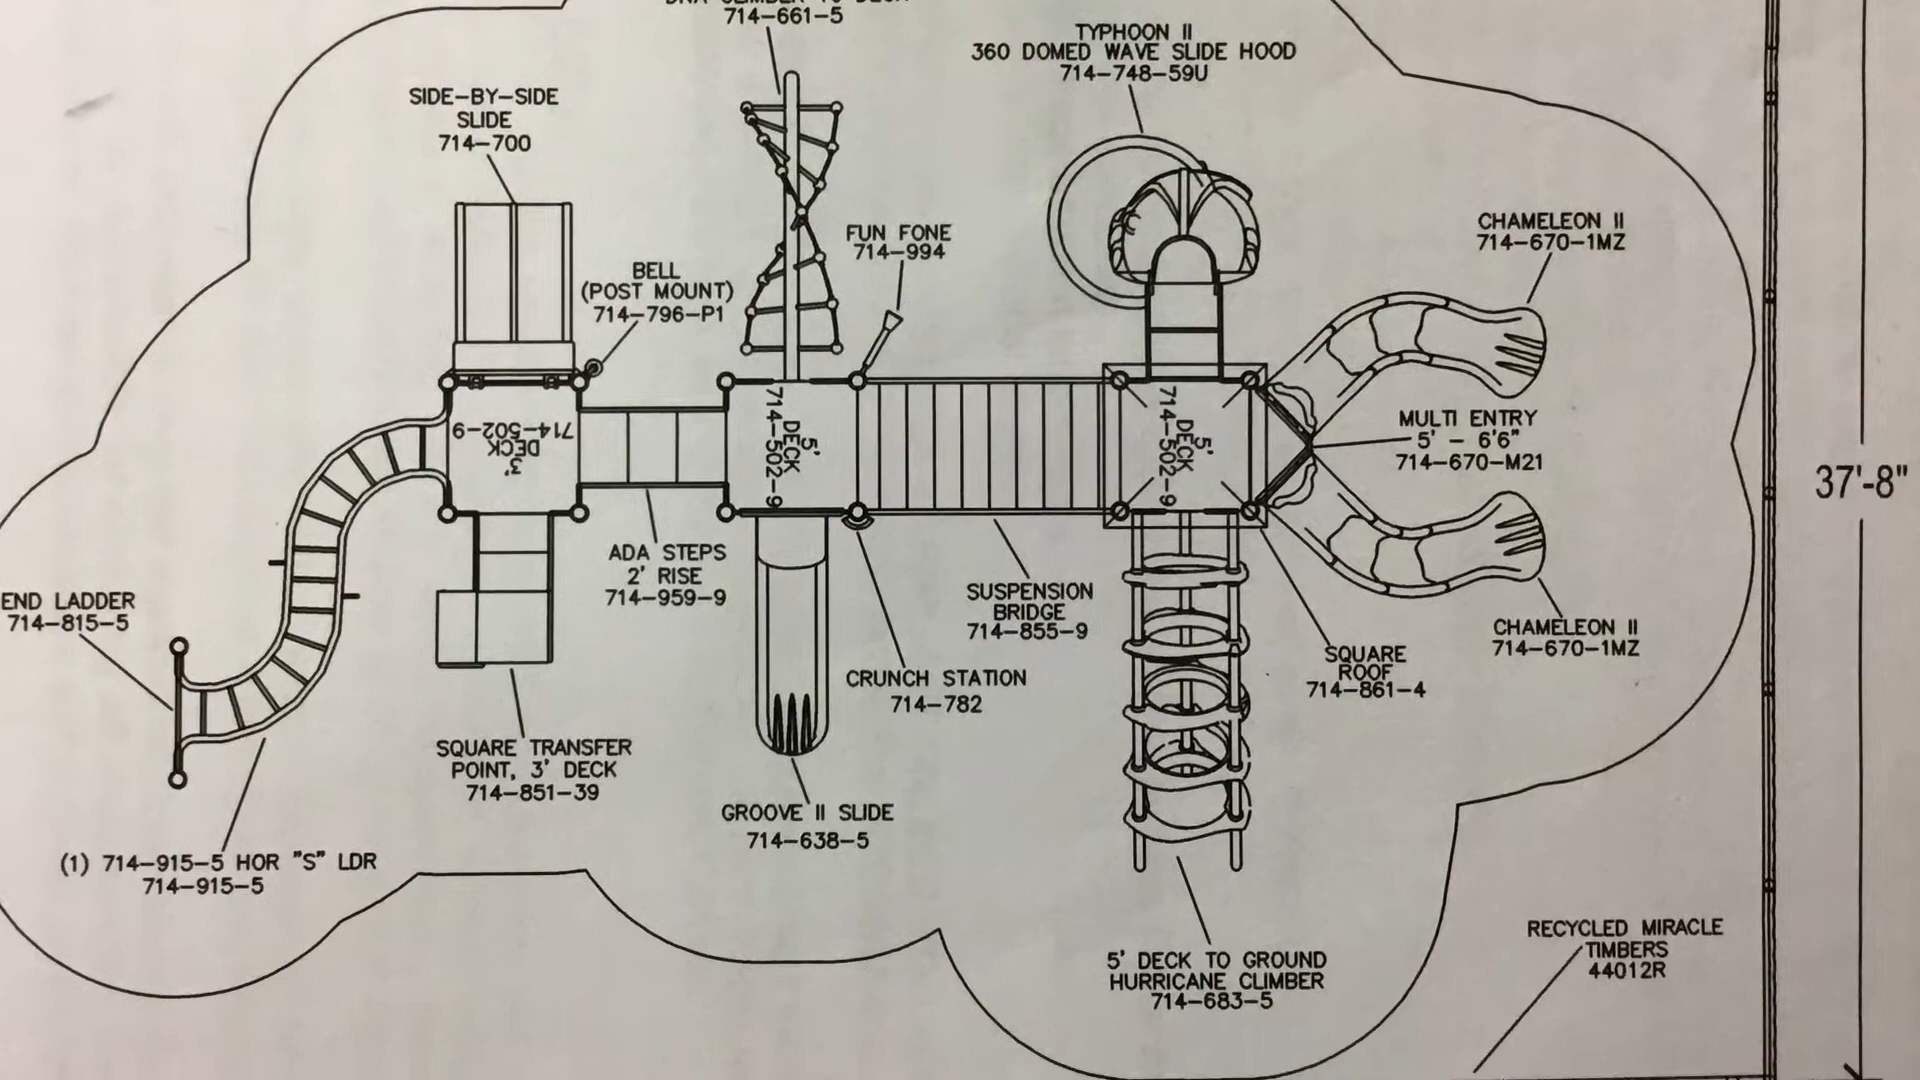 DNA CLIMBER TO DECK
714-661-5
TYPHOON II
360 DOMED WAVE SLIDE HOOD
714-748-59U
SIDE-BY-SIDE
SLIDE
714-700
CHAMELEON II
714-670-1MZ
FUN FONE
714-994
BELL
(POST MOUNT)
714-796-P1
3'
DECK
714-502-9
5'
DECK
714-502-9
5'
DECK
714-502-9
MULTI ENTRY
5' - 6'6"
714-670-M21
37'-8"
ADA STEPS
2' RISE
714-959-9
END LADDER
714-815-5
SUSPENSION
BRIDGE
714-855-9
CHAMELEON II
714-670-1MZ
SQUARE
ROOF
714-861-4
CRUNCH STATION
714-782
SQUARE TRANSFER
POINT, 3' DECK
714-851-39
GROOVE II SLIDE
714-638-5
(1) 714-915-5 HOR "S" LDR
714-915-5
RECYCLED MIRACLE
TIMBERS
44012R
5' DECK TO GROUND
HURRICANE CLIMBER
714-683-5